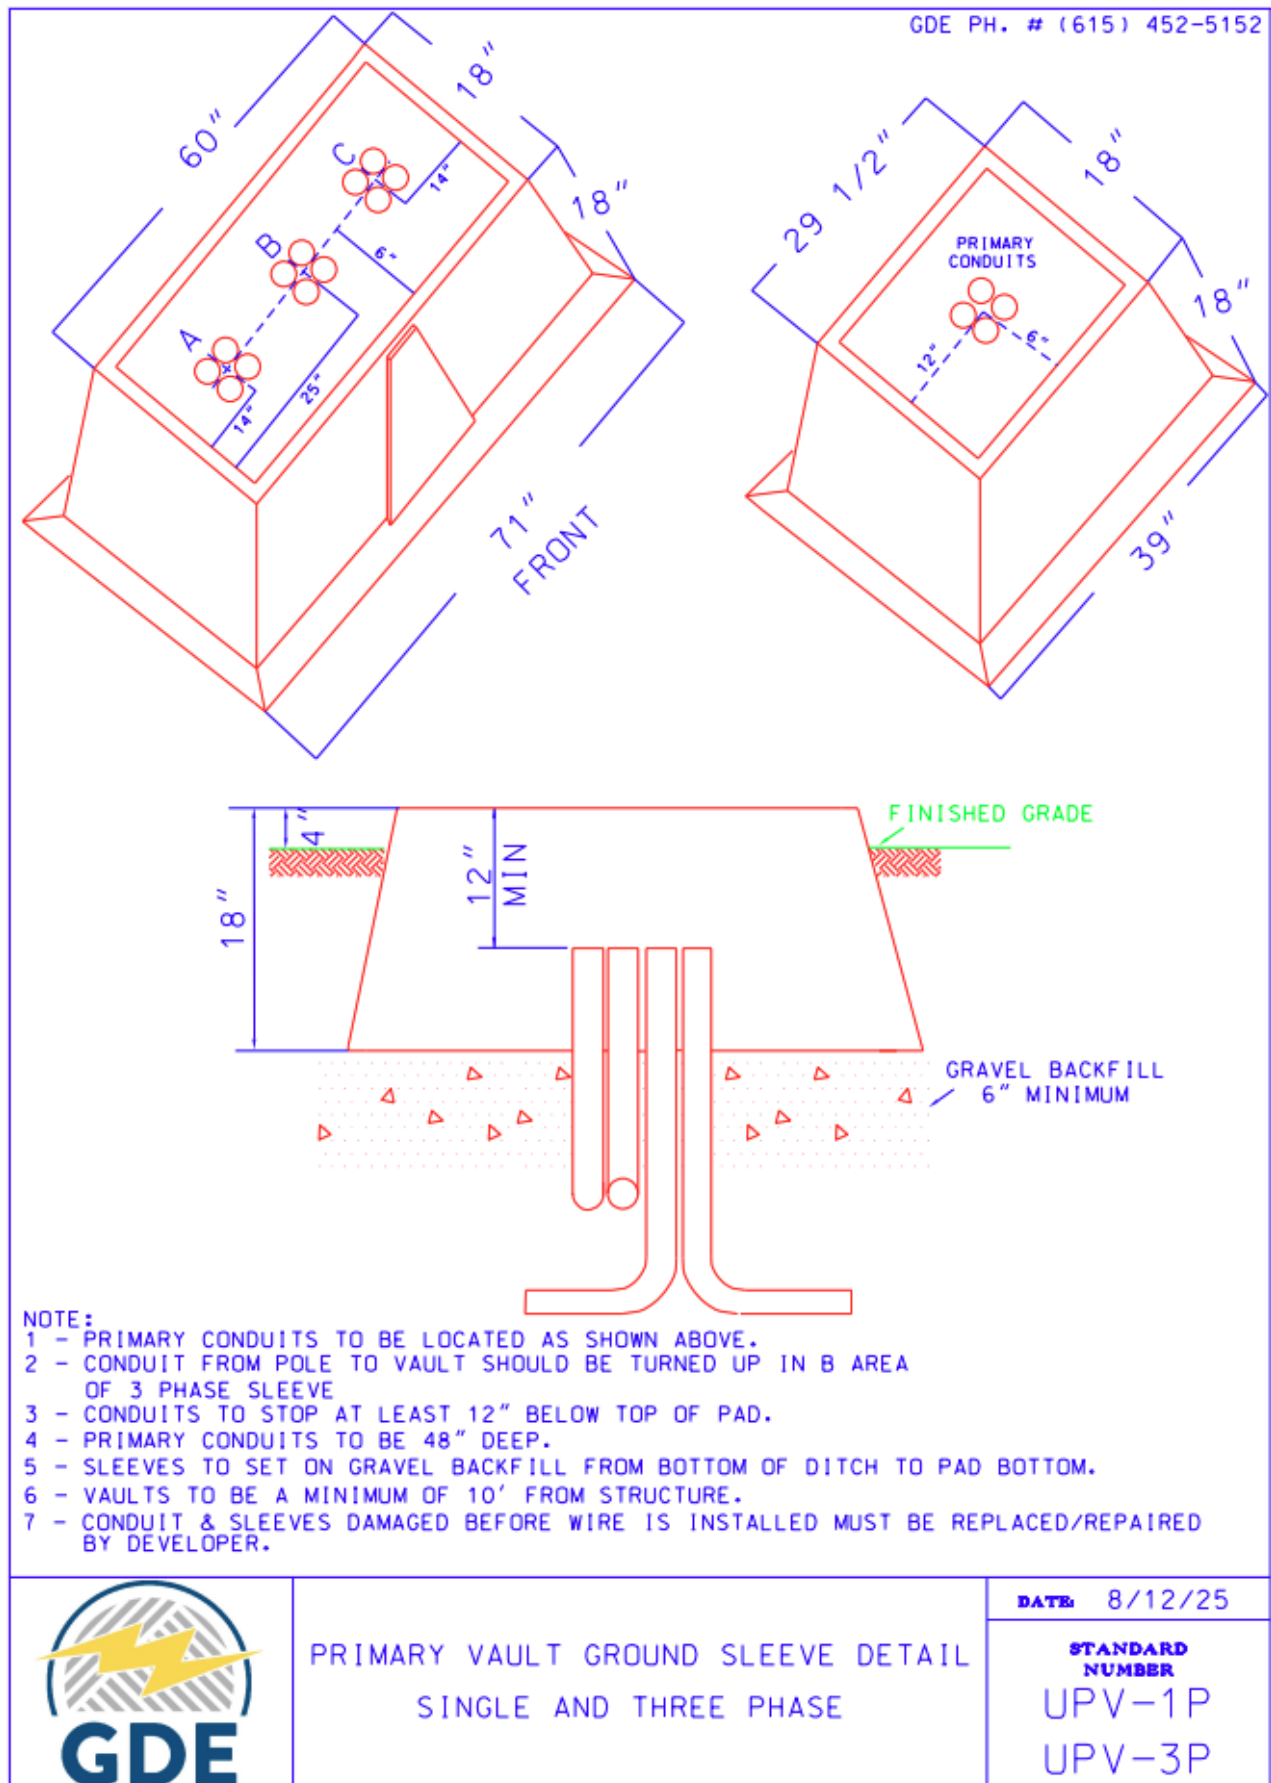 GDE PH. # (615) 452-5152
60"
18"
18"
C
14"
B
6"
A
25"
14"
71"
FRONT
29 1/2"
18"
18"
PRIMARY
CONDUITS
12"
6"
39"
4"
FINISHED GRADE
12"
MIN
18"
GRAVEL BACKFILL
6" MINIMUM
NOTE:
1 - PRIMARY CONDUITS TO BE LOCATED AS SHOWN ABOVE.
2 - CONDUIT FROM POLE TO VAULT SHOULD BE TURNED UP IN B AREA
OF 3 PHASE SLEEVE
3 - CONDUITS TO STOP AT LEAST 12" BELOW TOP OF PAD.
4 - PRIMARY CONDUITS TO BE 48" DEEP.
5 - SLEEVES TO SET ON GRAVEL BACKFILL FROM BOTTOM OF DITCH TO PAD BOTTOM.
6 - VAULTS TO BE A MINIMUM OF 10' FROM STRUCTURE.
7 - CONDUIT & SLEEVES DAMAGED BEFORE WIRE IS INSTALLED MUST BE REPLACED/REPAIRED
BY DEVELOPER.
GDE
PRIMARY VAULT GROUND SLEEVE DETAIL
SINGLE AND THREE PHASE
DATE: 8/12/25
STANDARD
NUMBER
UPV-1P
UPV-3P